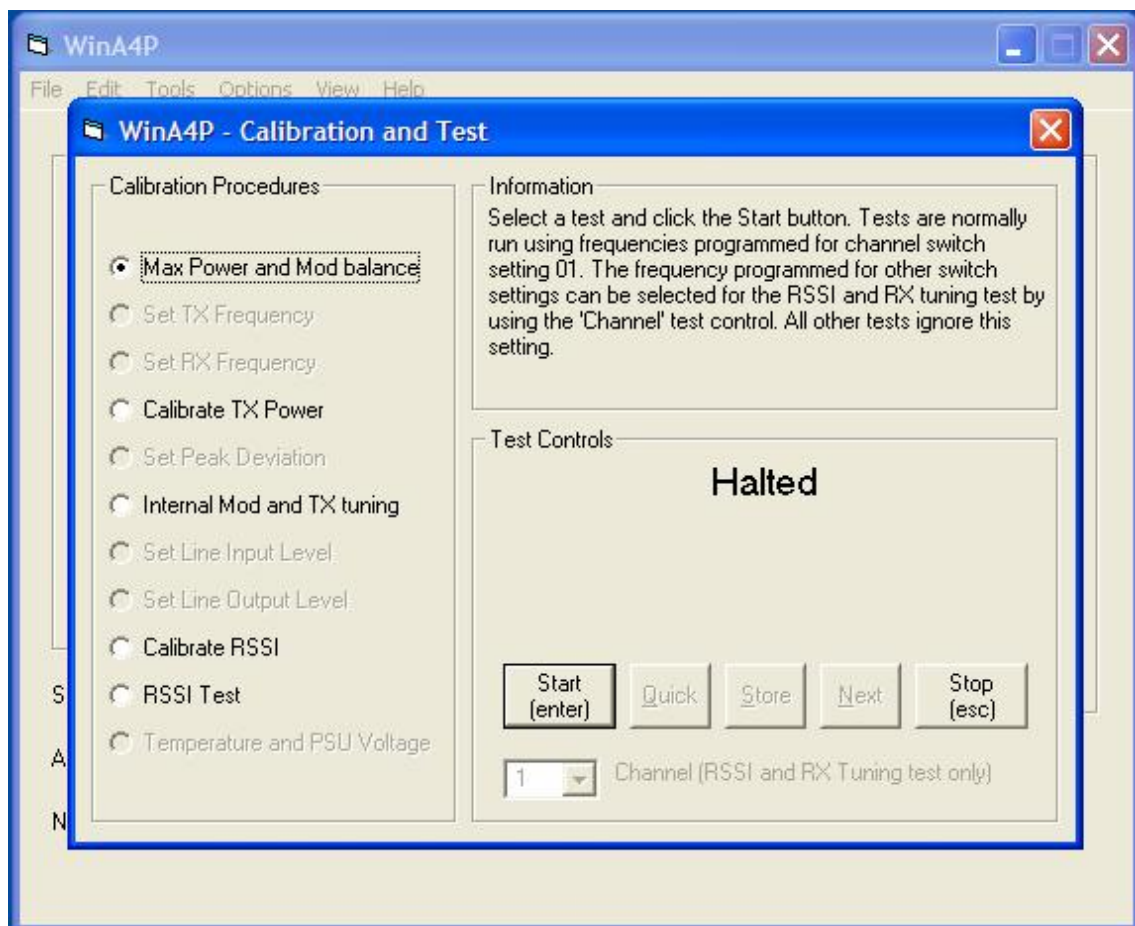 WinA4P
File Edit Tools Options View Help
WinA4P - Calibration and Test
Calibration Procedures
Max Power and Mod balance
Set TX Frequency
Set RX Frequency
Calibrate TX Power
Set Peak Deviation
Internal Mod and TX tuning
Set Line Input Level
Set Line Output Level
Calibrate RSSI
RSSI Test
Temperature and PSU Voltage
Information
Select a test and click the Start button. Tests are normally
run using frequencies programmed for channel switch
setting 01. The frequency programmed for other switch
settings can be selected for the RSSI and RX tuning test by
using the 'Channel' test control. All other tests ignore this
setting.
Test Controls
Halted
Start
(enter)
Quick
Store
Next
Stop
(esc)
1
Channel (RSSI and RX Tuning test only)
S
A
N